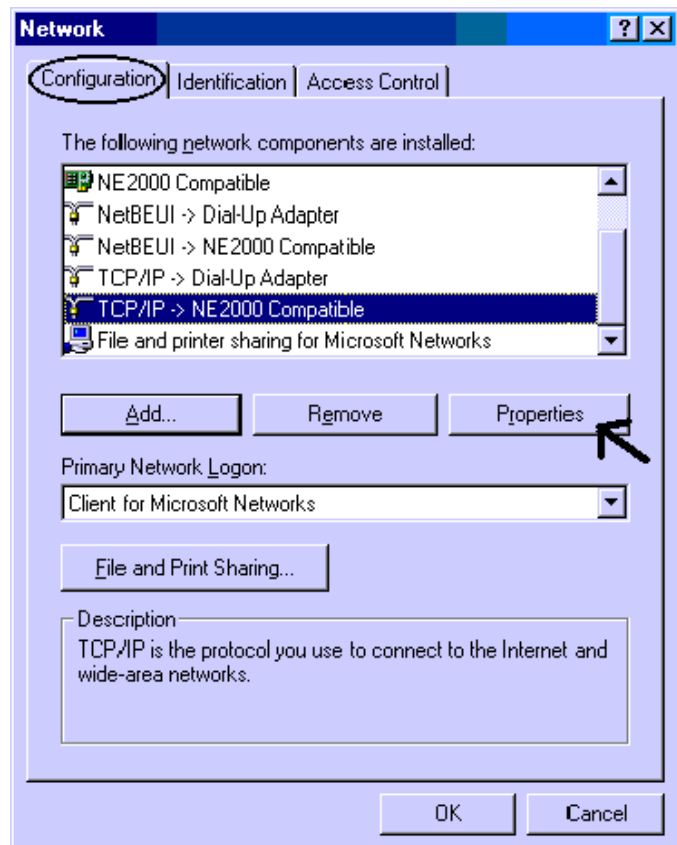 Network
Configuration Identification Access Control
The following network components are installed:
NE2000 Compatible
NetBEUI -> Dial-Up Adapter
NetBEUI -> NE2000 Compatible
TCP/IP -> Dial-Up Adapter
TCP/IP -> NE2000 Compatible
File and printer sharing for Microsoft Networks
Add... Remove Properties
Primary Network Logon:
Client for Microsoft Networks
File and Print Sharing...
Description
TCP/IP is the protocol you use to connect to the Internet and
wide-area networks.
OK Cancel